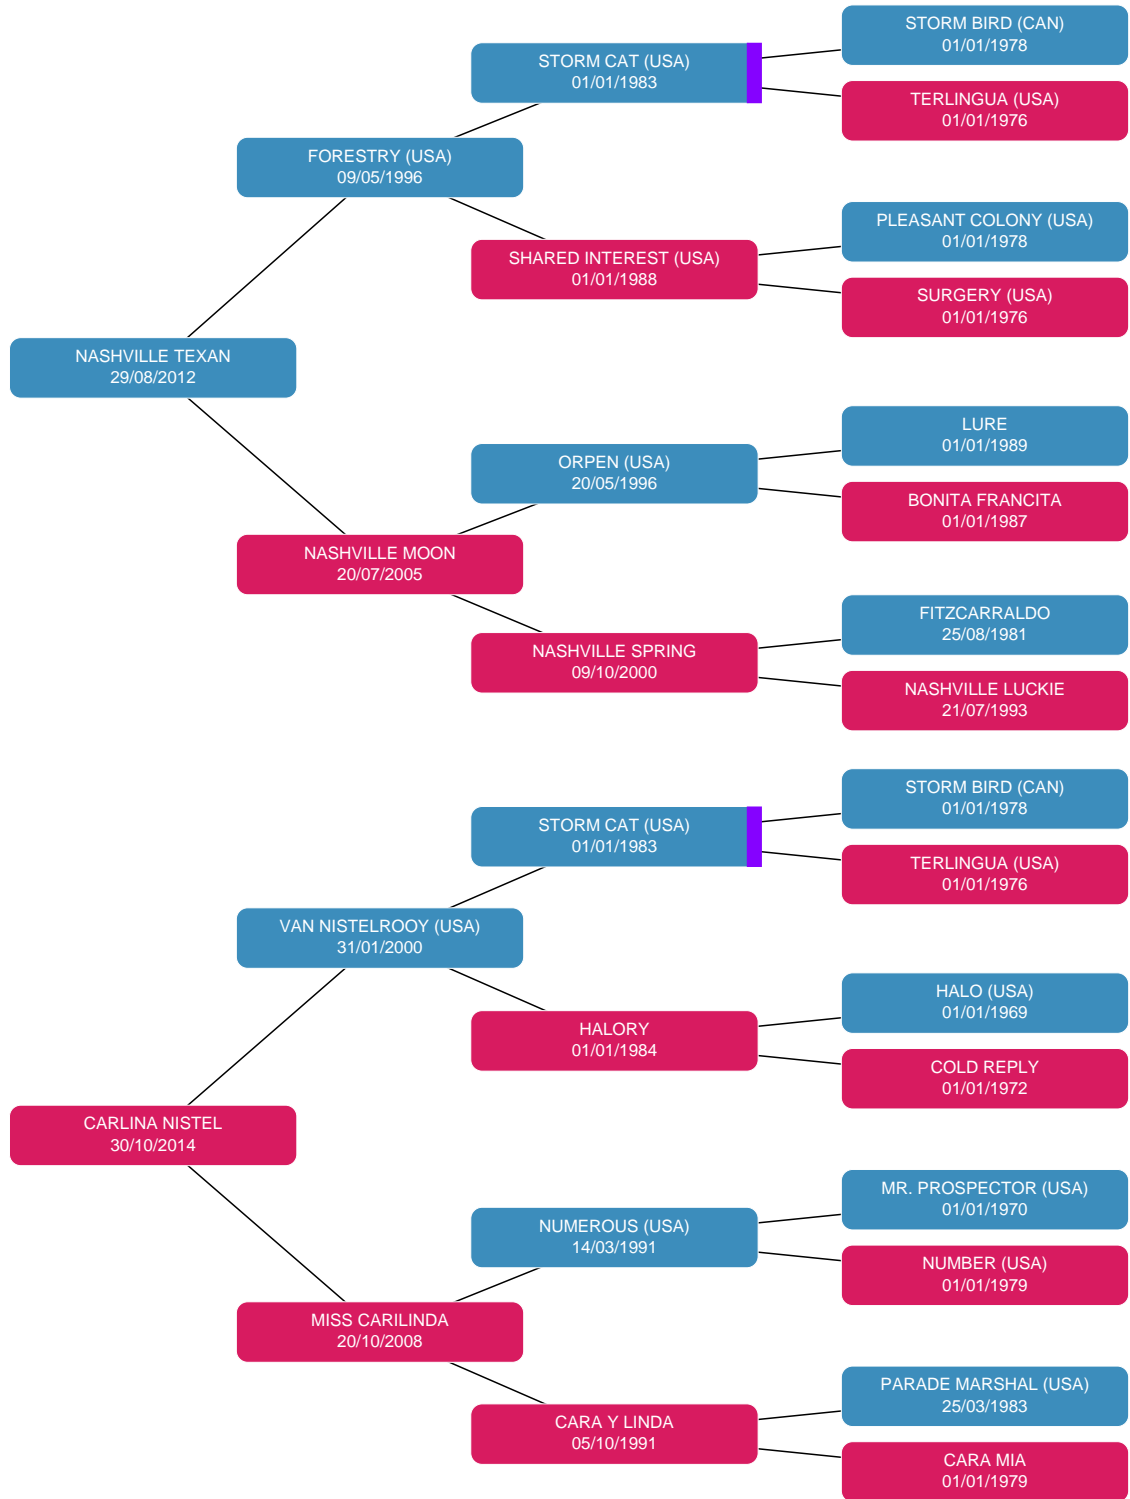 STORM BIRD (CAN)
01/01/1978
STORM CAT (USA)
01/01/1983
TERLINGUA (USA)
01/01/1976
FORESTRY (USA)
09/05/1996
PLEASANT COLONY (USA)
01/01/1978
SHARED INTEREST (USA)
01/01/1988
SURGERY (USA)
01/01/1976
NASHVILLE TEXAN
29/08/2012
LURE
01/01/1989
ORPEN (USA)
20/05/1996
BONITA FRANCITA
01/01/1987
NASHVILLE MOON
20/07/2005
FITZCARRALDO
25/08/1981
NASHVILLE SPRING
09/10/2000
NASHVILLE LUCKIE
21/07/1993
STORM BIRD (CAN)
01/01/1978
STORM CAT (USA)
01/01/1983
TERLINGUA (USA)
01/01/1976
VAN NISTELROOY (USA)
31/01/2000
HALO (USA)
01/01/1969
HALORY
01/01/1984
COLD REPLY
01/01/1972
CARLINA NISTEL
30/10/2014
MR. PROSPECTOR (USA)
01/01/1970
NUMEROUS (USA)
14/03/1991
NUMBER (USA)
01/01/1979
MISS CARILINDA
20/10/2008
PARADE MARSHAL (USA)
25/03/1983
CARA Y LINDA
05/10/1991
CARA MIA
01/01/1979